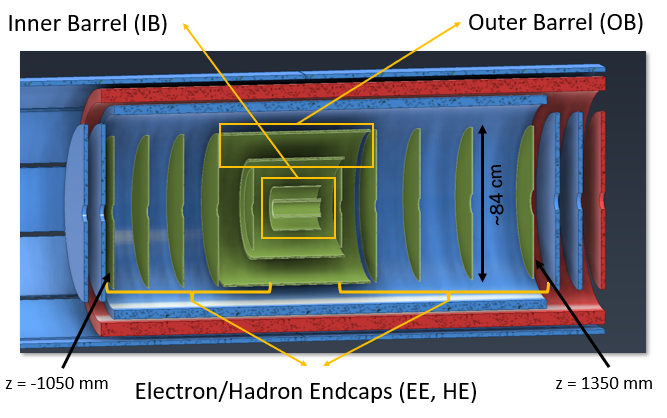 Inner Barrel (IB)
Outer Barrel (OB)
~84 cm
z = -1050 mm
Electron/Hadron Endcaps (EE, HE)
z = 1350 mm